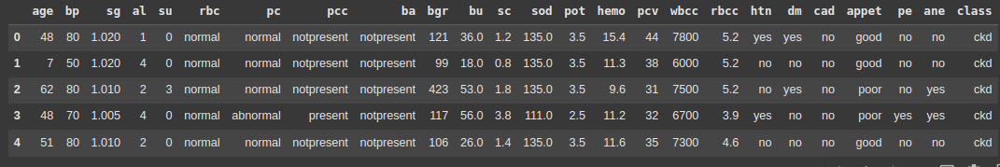 age bp sg al su rbc pc pcc ba bgr bu sc sod pot hemo pcv wbcc rbcc htn dm cad appet pe ane class
0 48 80 1.020 1 0 normal normal notpresent notpresent 121 36.0 1.2 135.0 3.5 15.4 44 7800 5.2 yes yes no good no no ckd
1 7 50 1.020 4 0 normal normal notpresent notpresent 99 18.0 0.8 135.0 3.5 11.3 38 6000 5.2 no no no good no no ckd
2 62 80 1.010 2 3 normal normal notpresent notpresent 423 53.0 1.8 135.0 3.5 9.6 31 7500 5.2 no yes no poor no yes ckd
3 48 70 1.005 4 0 normal abnormal present notpresent 117 56.0 3.8 111.0 2.5 11.2 32 6700 3.9 yes no no poor yes yes ckd
4 51 80 1.010 2 0 normal normal notpresent notpresent 106 26.0 1.4 135.0 3.5 11.6 35 7300 4.6 no no no good no no ckd